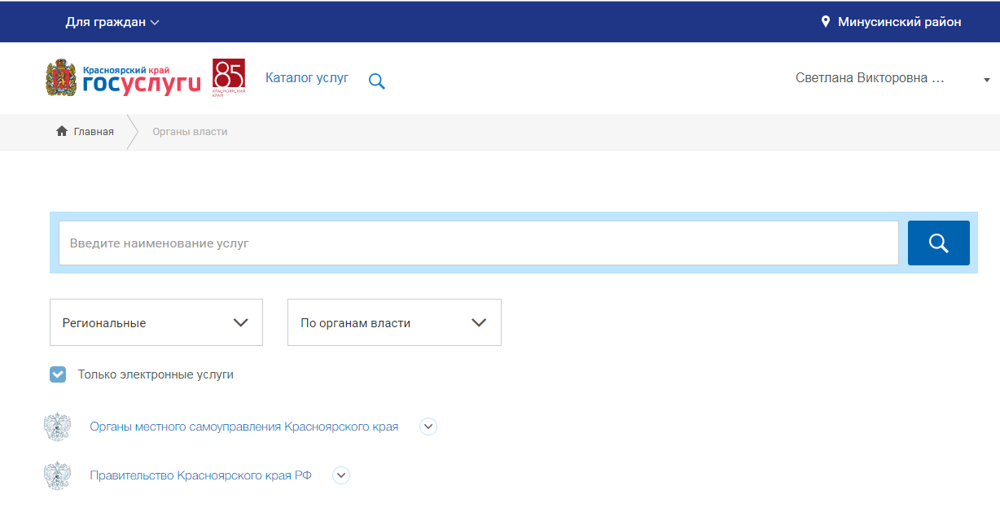 Для граждан
Минусинский район
Красноярский край
госуслуги
85
КРАСНОЯРСКИЙ
КРАЙ
Каталог услуг
Светлана Викторовна ...
Главная
Органы власти
Введите наименование услуг
Региональные
По органам власти
Только электронные услуги
Органы местного самоуправления Красноярского края
Правительство Красноярского края РФ